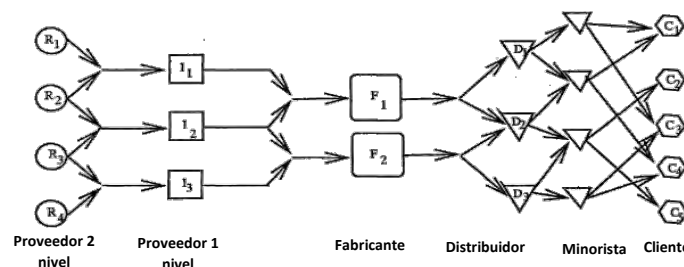 R1
R2
R3
R4
I1
I2
I3
F1
F2
D1
D2
D3
C1
C2
C3
C4
C5
Proveedor 2
nivel
Proveedor 1
nivel
Fabricante
Distribuidor
Minorista
Cliente